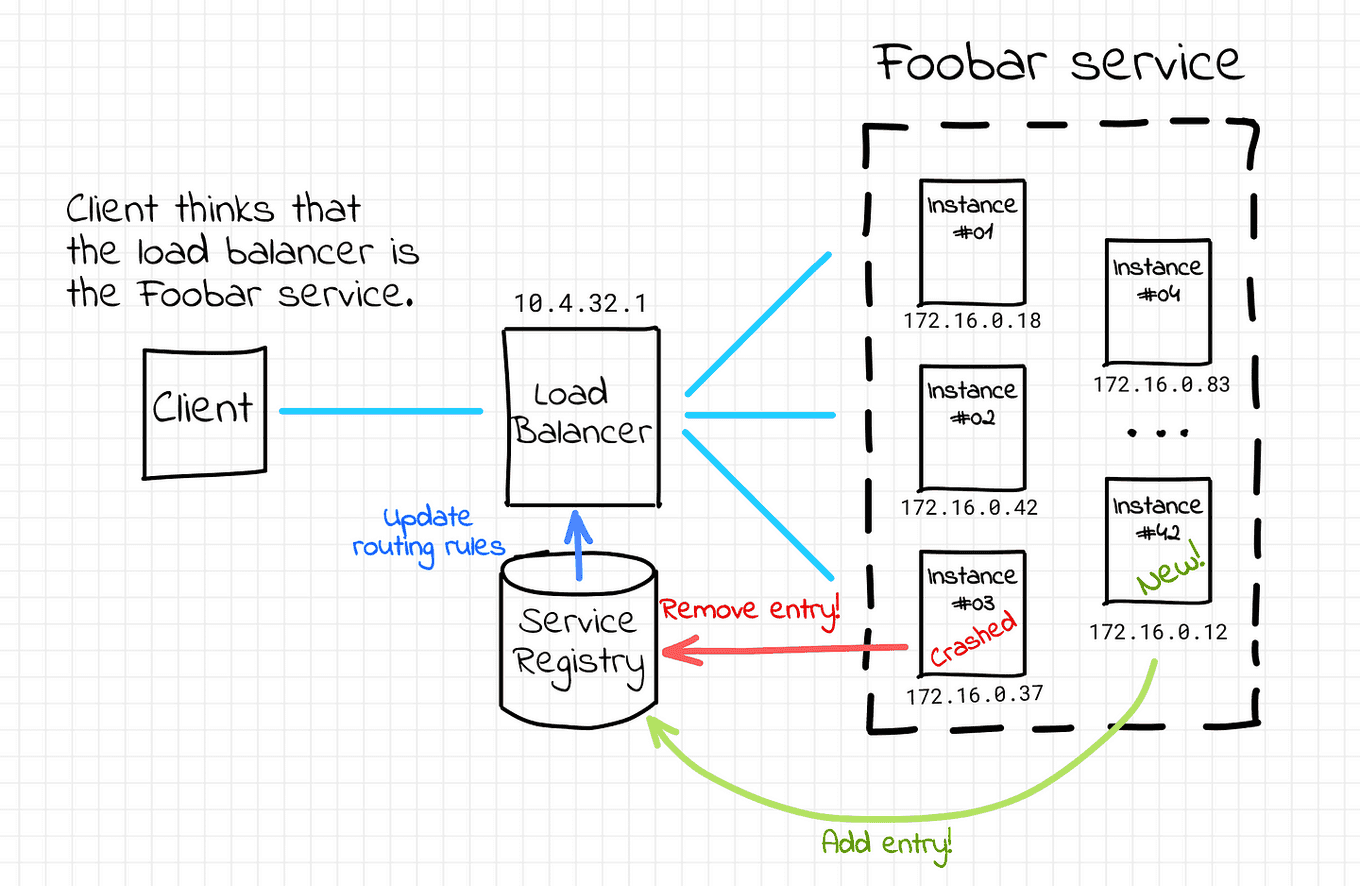 Foobar service
Client thinks that
the load balancer is
the Foobar service.
Client
10.4.32.1
Load
Balancer
Update
routing rules
Service
Registry
Remove entry!
Add entry!
Instance
#01
172.16.0.18
Instance
#02
172.16.0.42
Instance
#03
Crashed
172.16.0.37
Instance
#04
172.16.0.83
...
Instance
#42
New!
172.16.0.12